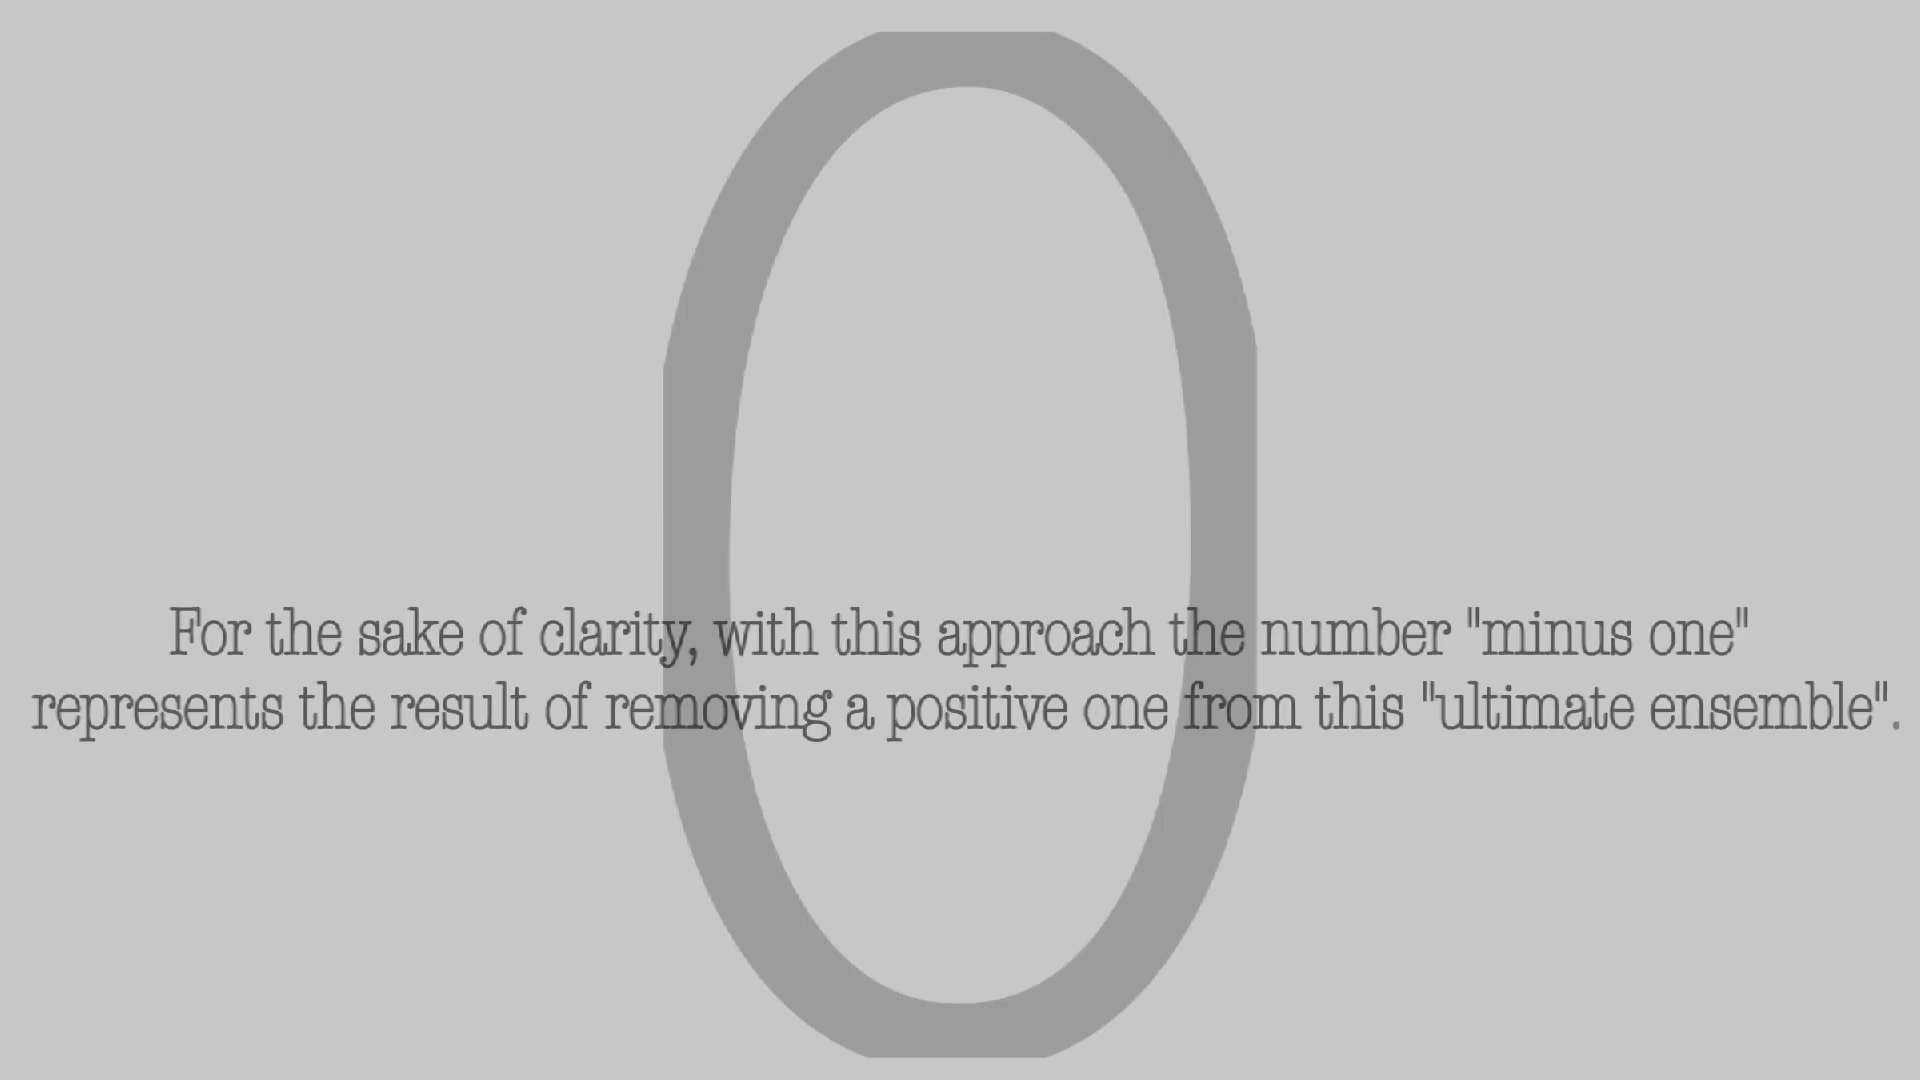 0
For the sake of clarity, with this approach the number "minus one"
represents the result of removing a positive one from this "ultimate ensemble".